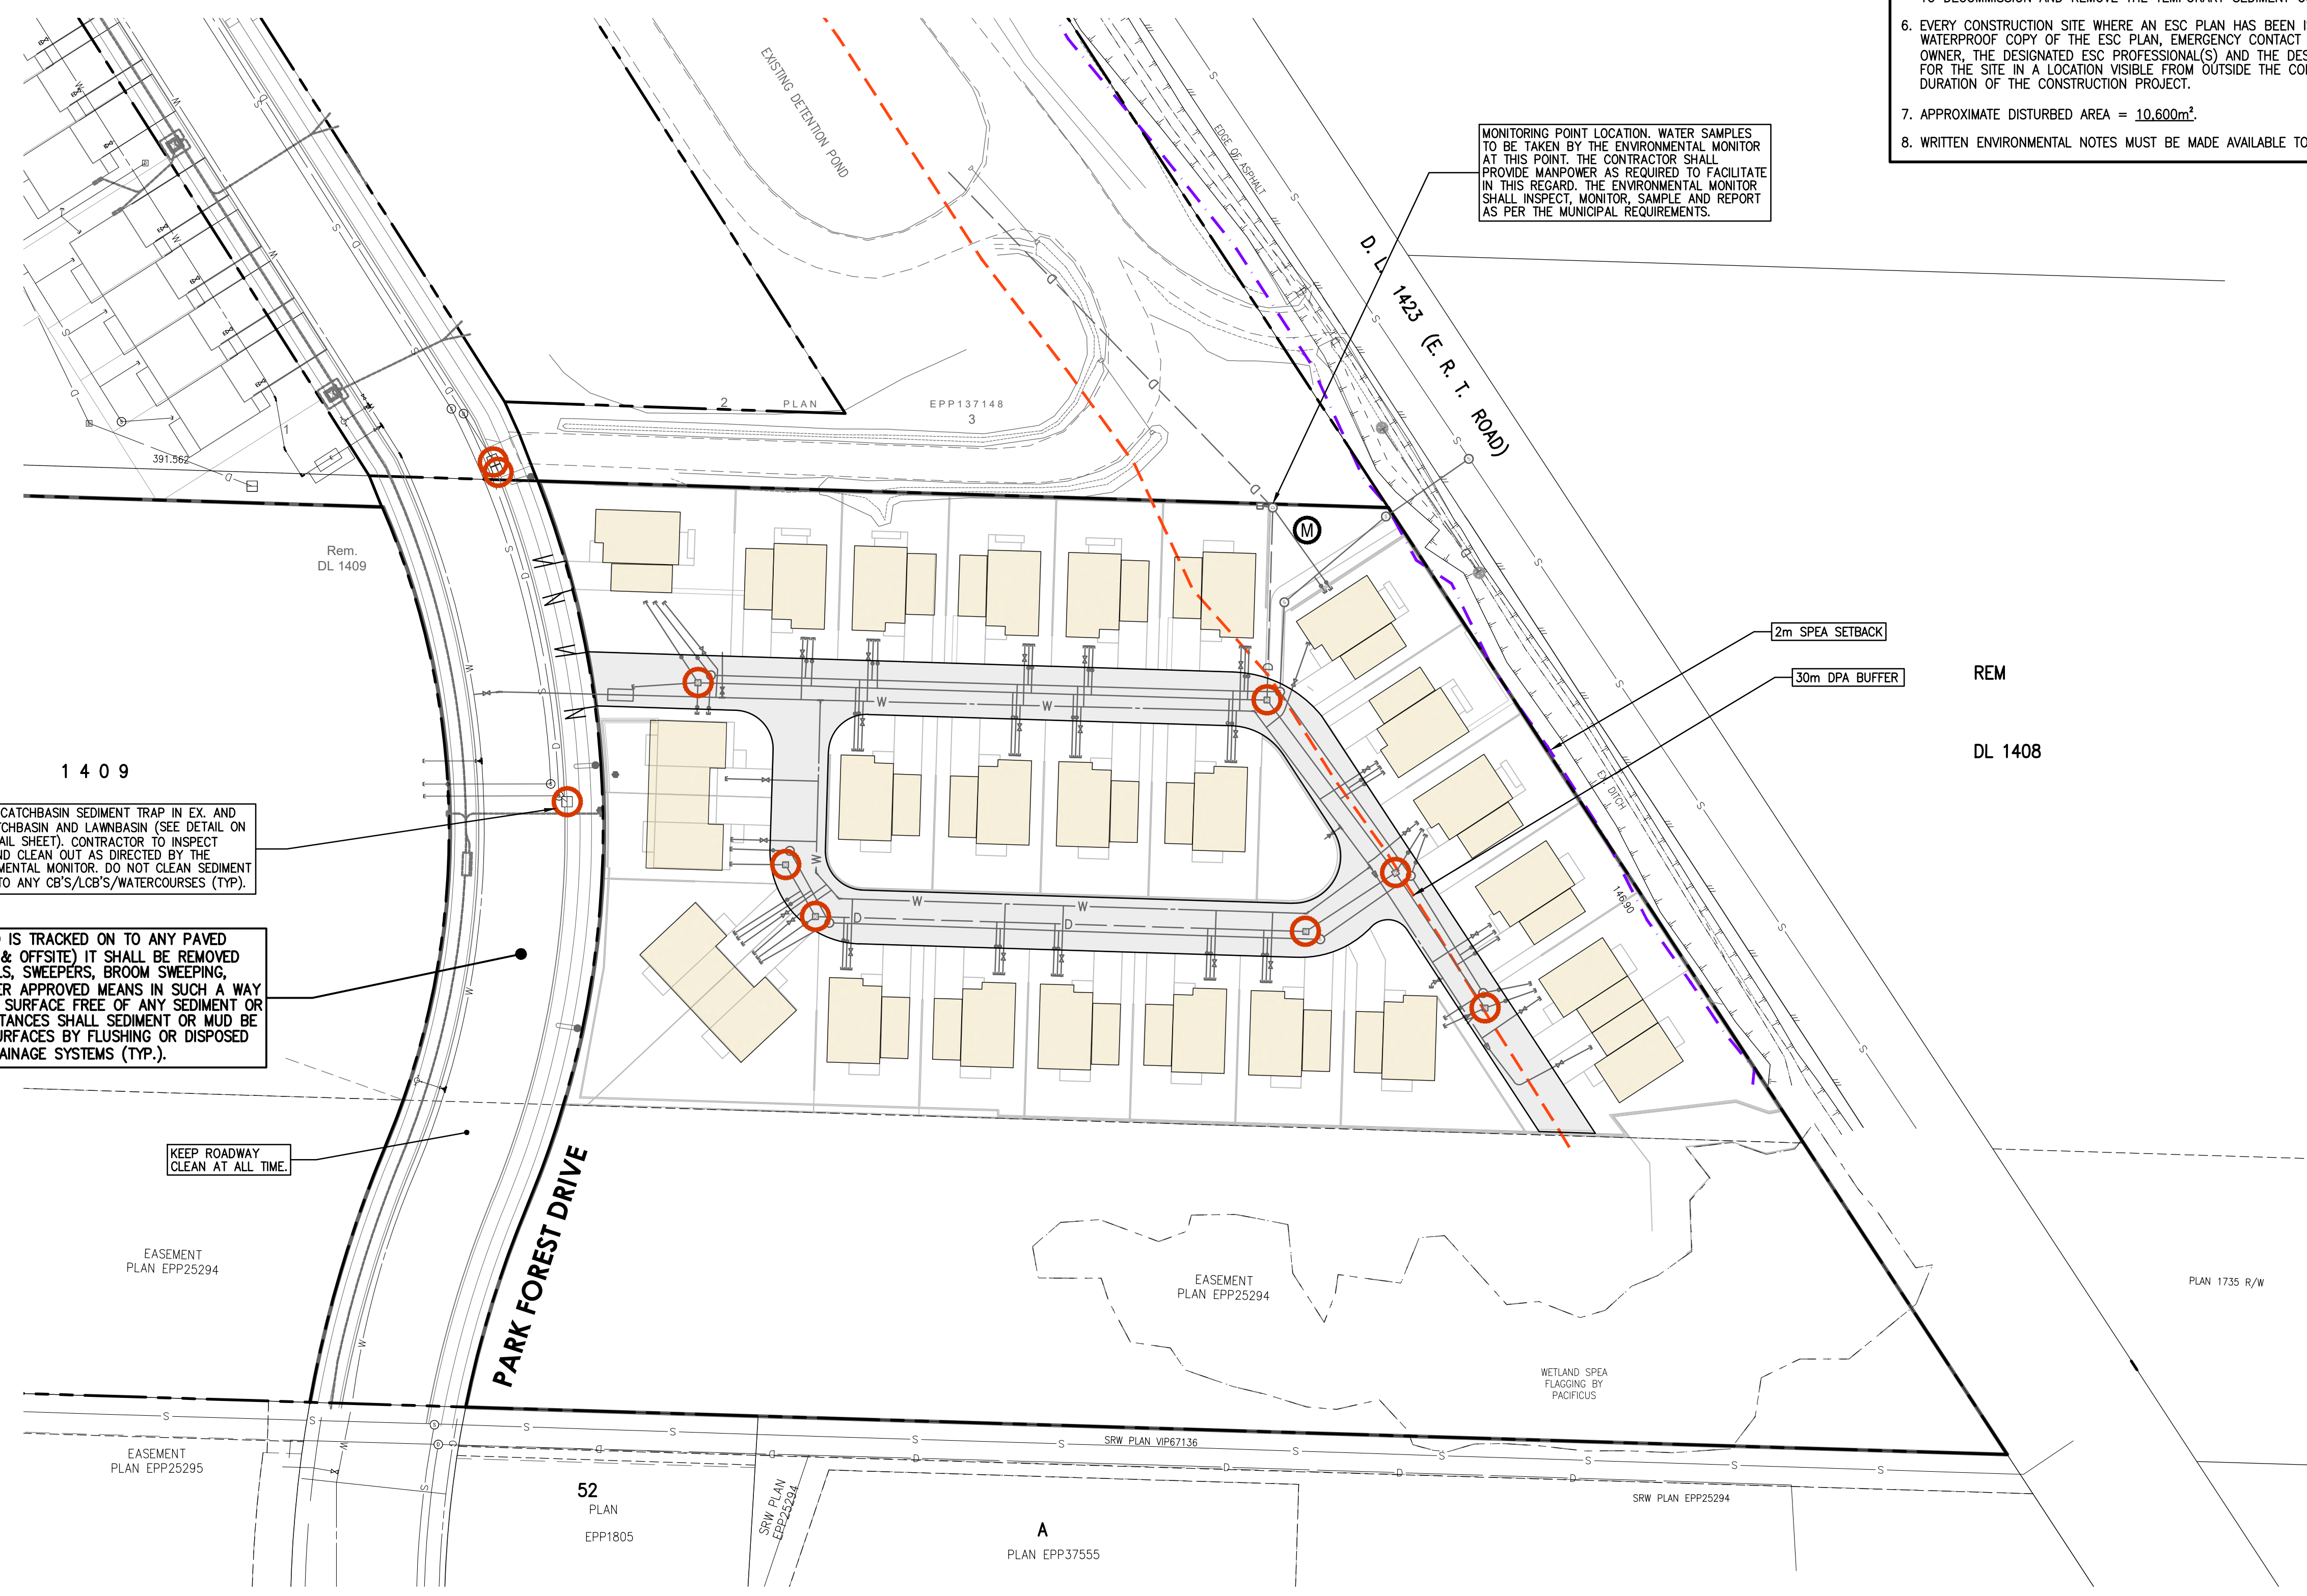 6. EVERY CONSTRUCTION SITE WHERE AN ESC PLAN HAS BEEN
WATERPROOF COPY OF THE ESC PLAN, EMERGENCY CONTACT
OWNER, THE DESIGNATED ESC PROFESSIONAL(S) AND THE
FOR THE SITE IN A LOCATION VISIBLE FROM OUTSIDE THE
DURATION OF THE CONSTRUCTION PROJECT.
7. APPROXIMATE DISTURBED AREA = 10,600m².
8. WRITTEN ENVIRONMENTAL NOTES MUST BE MADE AVAILABLE TO
MONITORING POINT LOCATION. WATER SAMPLES
TO BE TAKEN BY THE ENVIRONMENTAL MONITOR
AT THIS POINT. THE CONTRACTOR SHALL
PROVIDE MANPOWER AS REQUIRED TO FACILITATE
IN THIS REGARD. THE ENVIRONMENTAL MONITOR
SHALL INSPECT, MONITOR, SAMPLE AND REPORT
AS PER THE MUNICIPAL REQUIREMENTS.
EXISTING DETENTION POND
EDGE OF ASPHALT
D. L. 1423 (E. R. T. ROAD)
2 PLAN EPP137148
3
1
391.562
Rem.
DL 1409
M
2m SPEA SETBACK
30m DPA BUFFER
REM
DL 1408
EX DITCH
146.90
1409
CATCHBASIN SEDIMENT TRAP IN EX. AND
TCHBASIN AND LAWNBASIN (SEE DETAIL ON
AIL SHEET). CONTRACTOR TO INSPECT
ND CLEAN OUT AS DIRECTED BY THE
MENTAL MONITOR. DO NOT CLEAN SEDIMENT
TO ANY CB'S/LCB'S/WATERCOURSES (TYP).
IS TRACKED ON TO ANY PAVED
& OFFSITE) IT SHALL BE REMOVED
LS, SWEEPERS, BROOM SWEEPING,
ER APPROVED MEANS IN SUCH A WAY
SURFACE FREE OF ANY SEDIMENT OR
TANCES SHALL SEDIMENT OR MUD BE
URFACES BY FLUSHING OR DISPOSED
AINAGE SYSTEMS (TYP.).
KEEP ROADWAY
CLEAN AT ALL TIME.
PARK FOREST DRIVE
EASEMENT
PLAN EPP25294
EASEMENT
PLAN EPP25294
PLAN 1735 R/W
WETLAND SPEA
FLAGGING BY
PACIFICUS
SRW PLAN VIP67136
EASEMENT
PLAN EPP25295
52
PLAN
EPP1805
SRW PLAN
EPP25294
A
PLAN EPP37555
SRW PLAN EPP25294